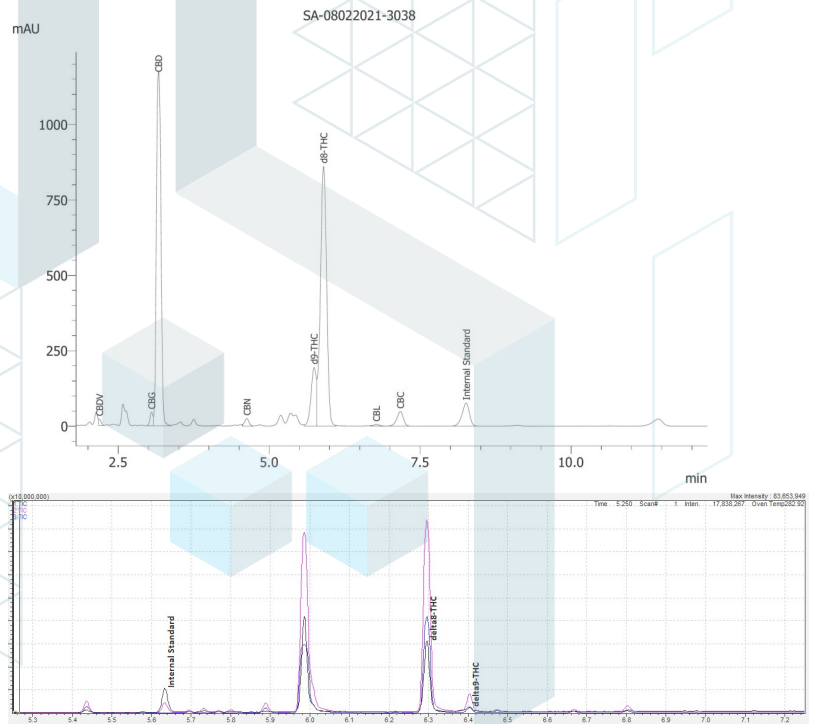 SA-08022021-3038
mAU
CBD
d8-THC
1000
750
500
250
0
d9-THC
CBDV
CBG
CBN
CBL
CBC
Internal Standard
2.5 5.0 7.5 10.0
min
(x10,000,000)
Max Intensity : 83,653,949
Time 5.250 Scan# 1 Inten. 17,838,267 Oven Temp 282.92
TIC
Internal Standard
delta8-THC
delta9-THC
5.3 5.4 5.5 5.6 5.7 5.8 5.9 6.0 6.1 6.2 6.3 6.4 6.5 6.6 6.7 6.8 6.9 7.0 7.1 7.2